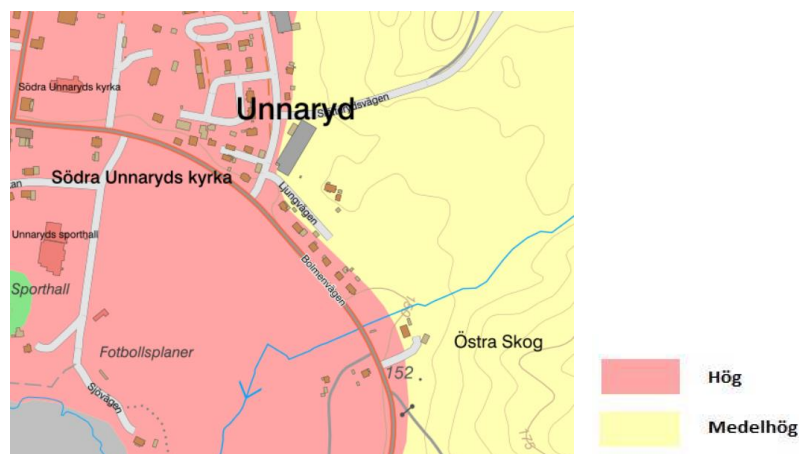 Södra Unnaryds kyrka
Unnaryd
Södra Unnaryds kyrka
Ljungvägen
Unnaryds sporthall
Bolmenvägen
Sporthall
Östra Skog
Fotbollsplaner
152
Sjövägen
175
Hög
Medelhög